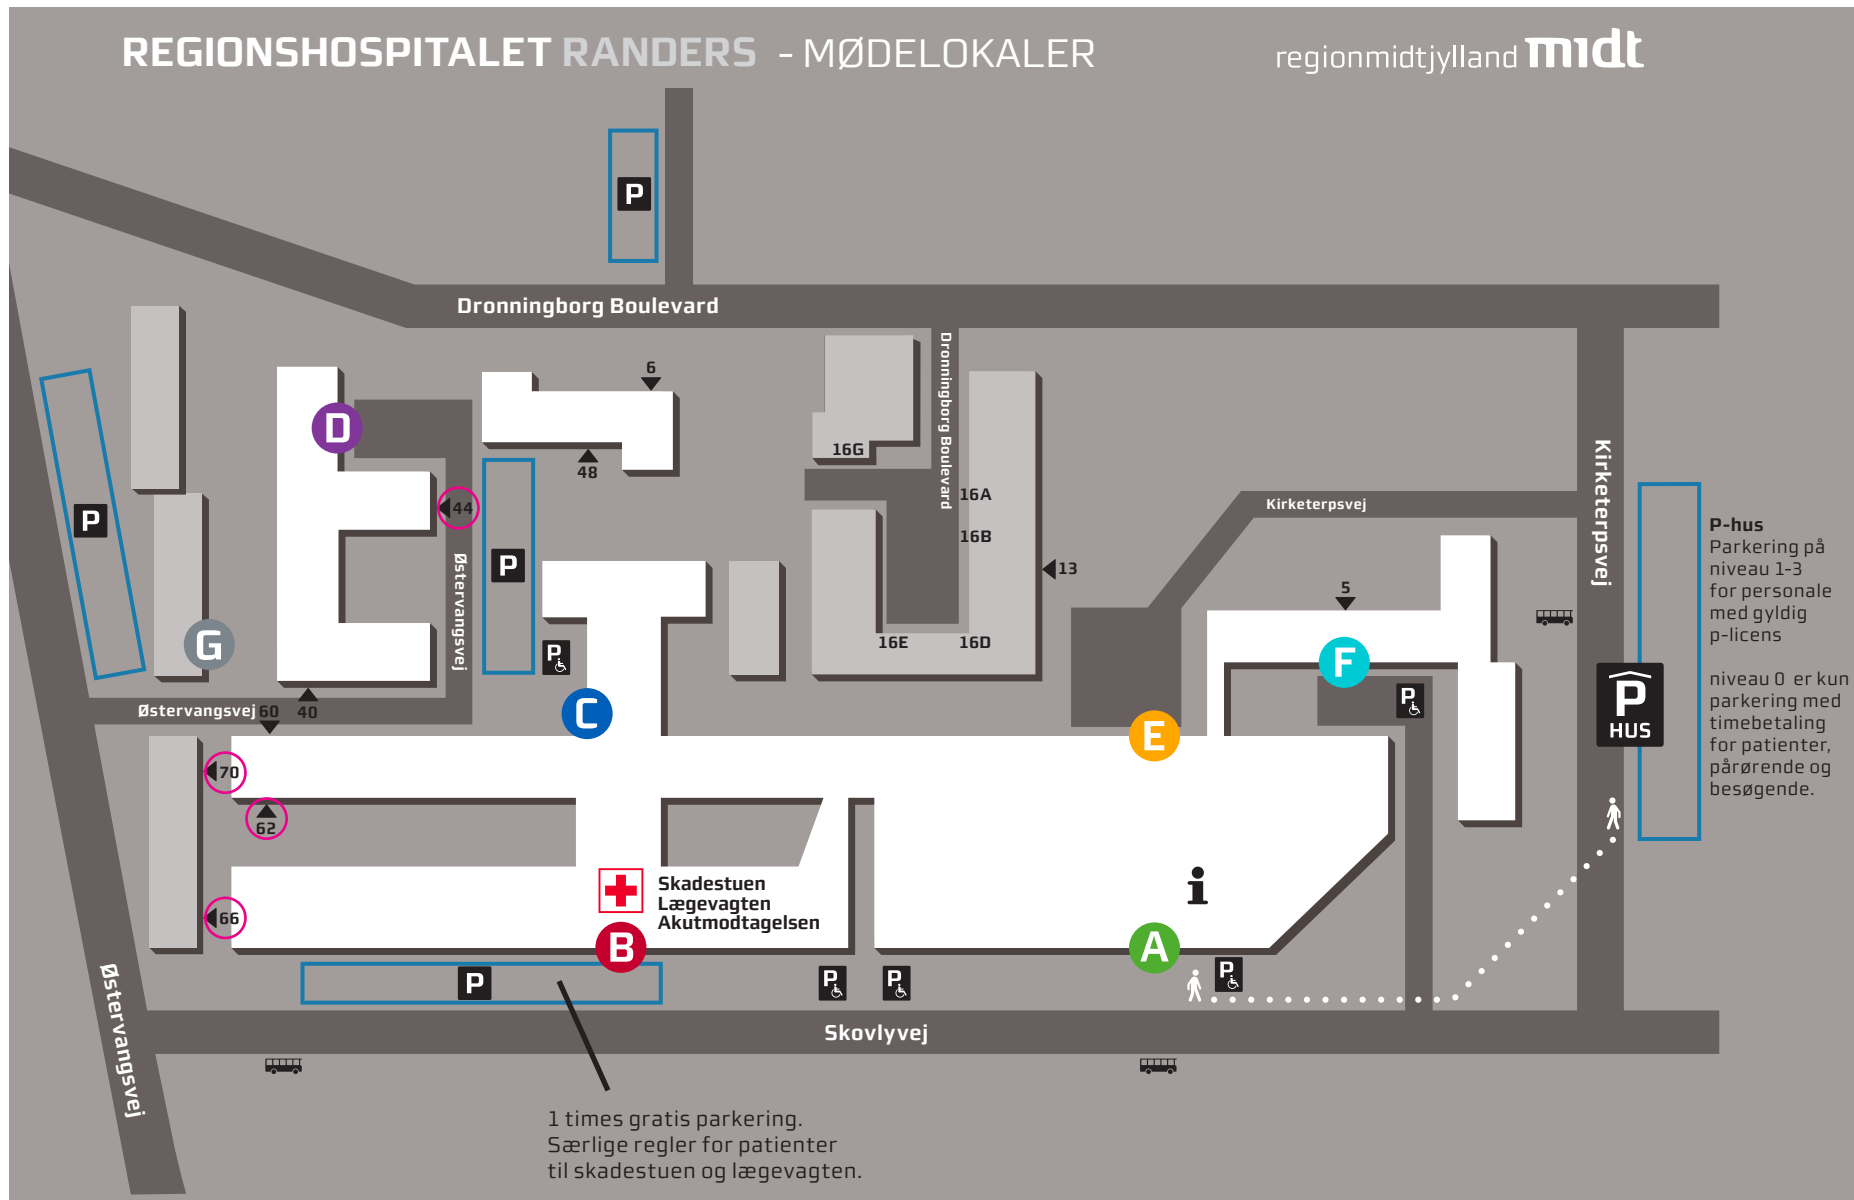 REGIONSHOSPITALET RANDERS - MØDELOKALER
regionmidtjylland midt
P
Dronningborg Boulevard
Dronningborg Boulevard
6
D
48
16G
16A
16B
16E
16D
13
44
P
P
Østervangsvej
Kirketerpsvej
Kirketerpsvej
5
P-hus
Parkering på
niveau 1-3
for personale
med gyldig
p-licens
niveau 0 er kun
parkering med
timebetaling
for patienter,
pårørende og
besøgende.
P
HUS
G
P
C
F
P
E
Østervangsvej
60
40
70
62
66
Skadestuen
Lægevagten
Akutmodtagelsen
B
i
A
P
P
P
P
Skovlyvej
Østervangsvej
1 times gratis parkering.
Særlige regler for patienter
til skadestuen og lægevagten.